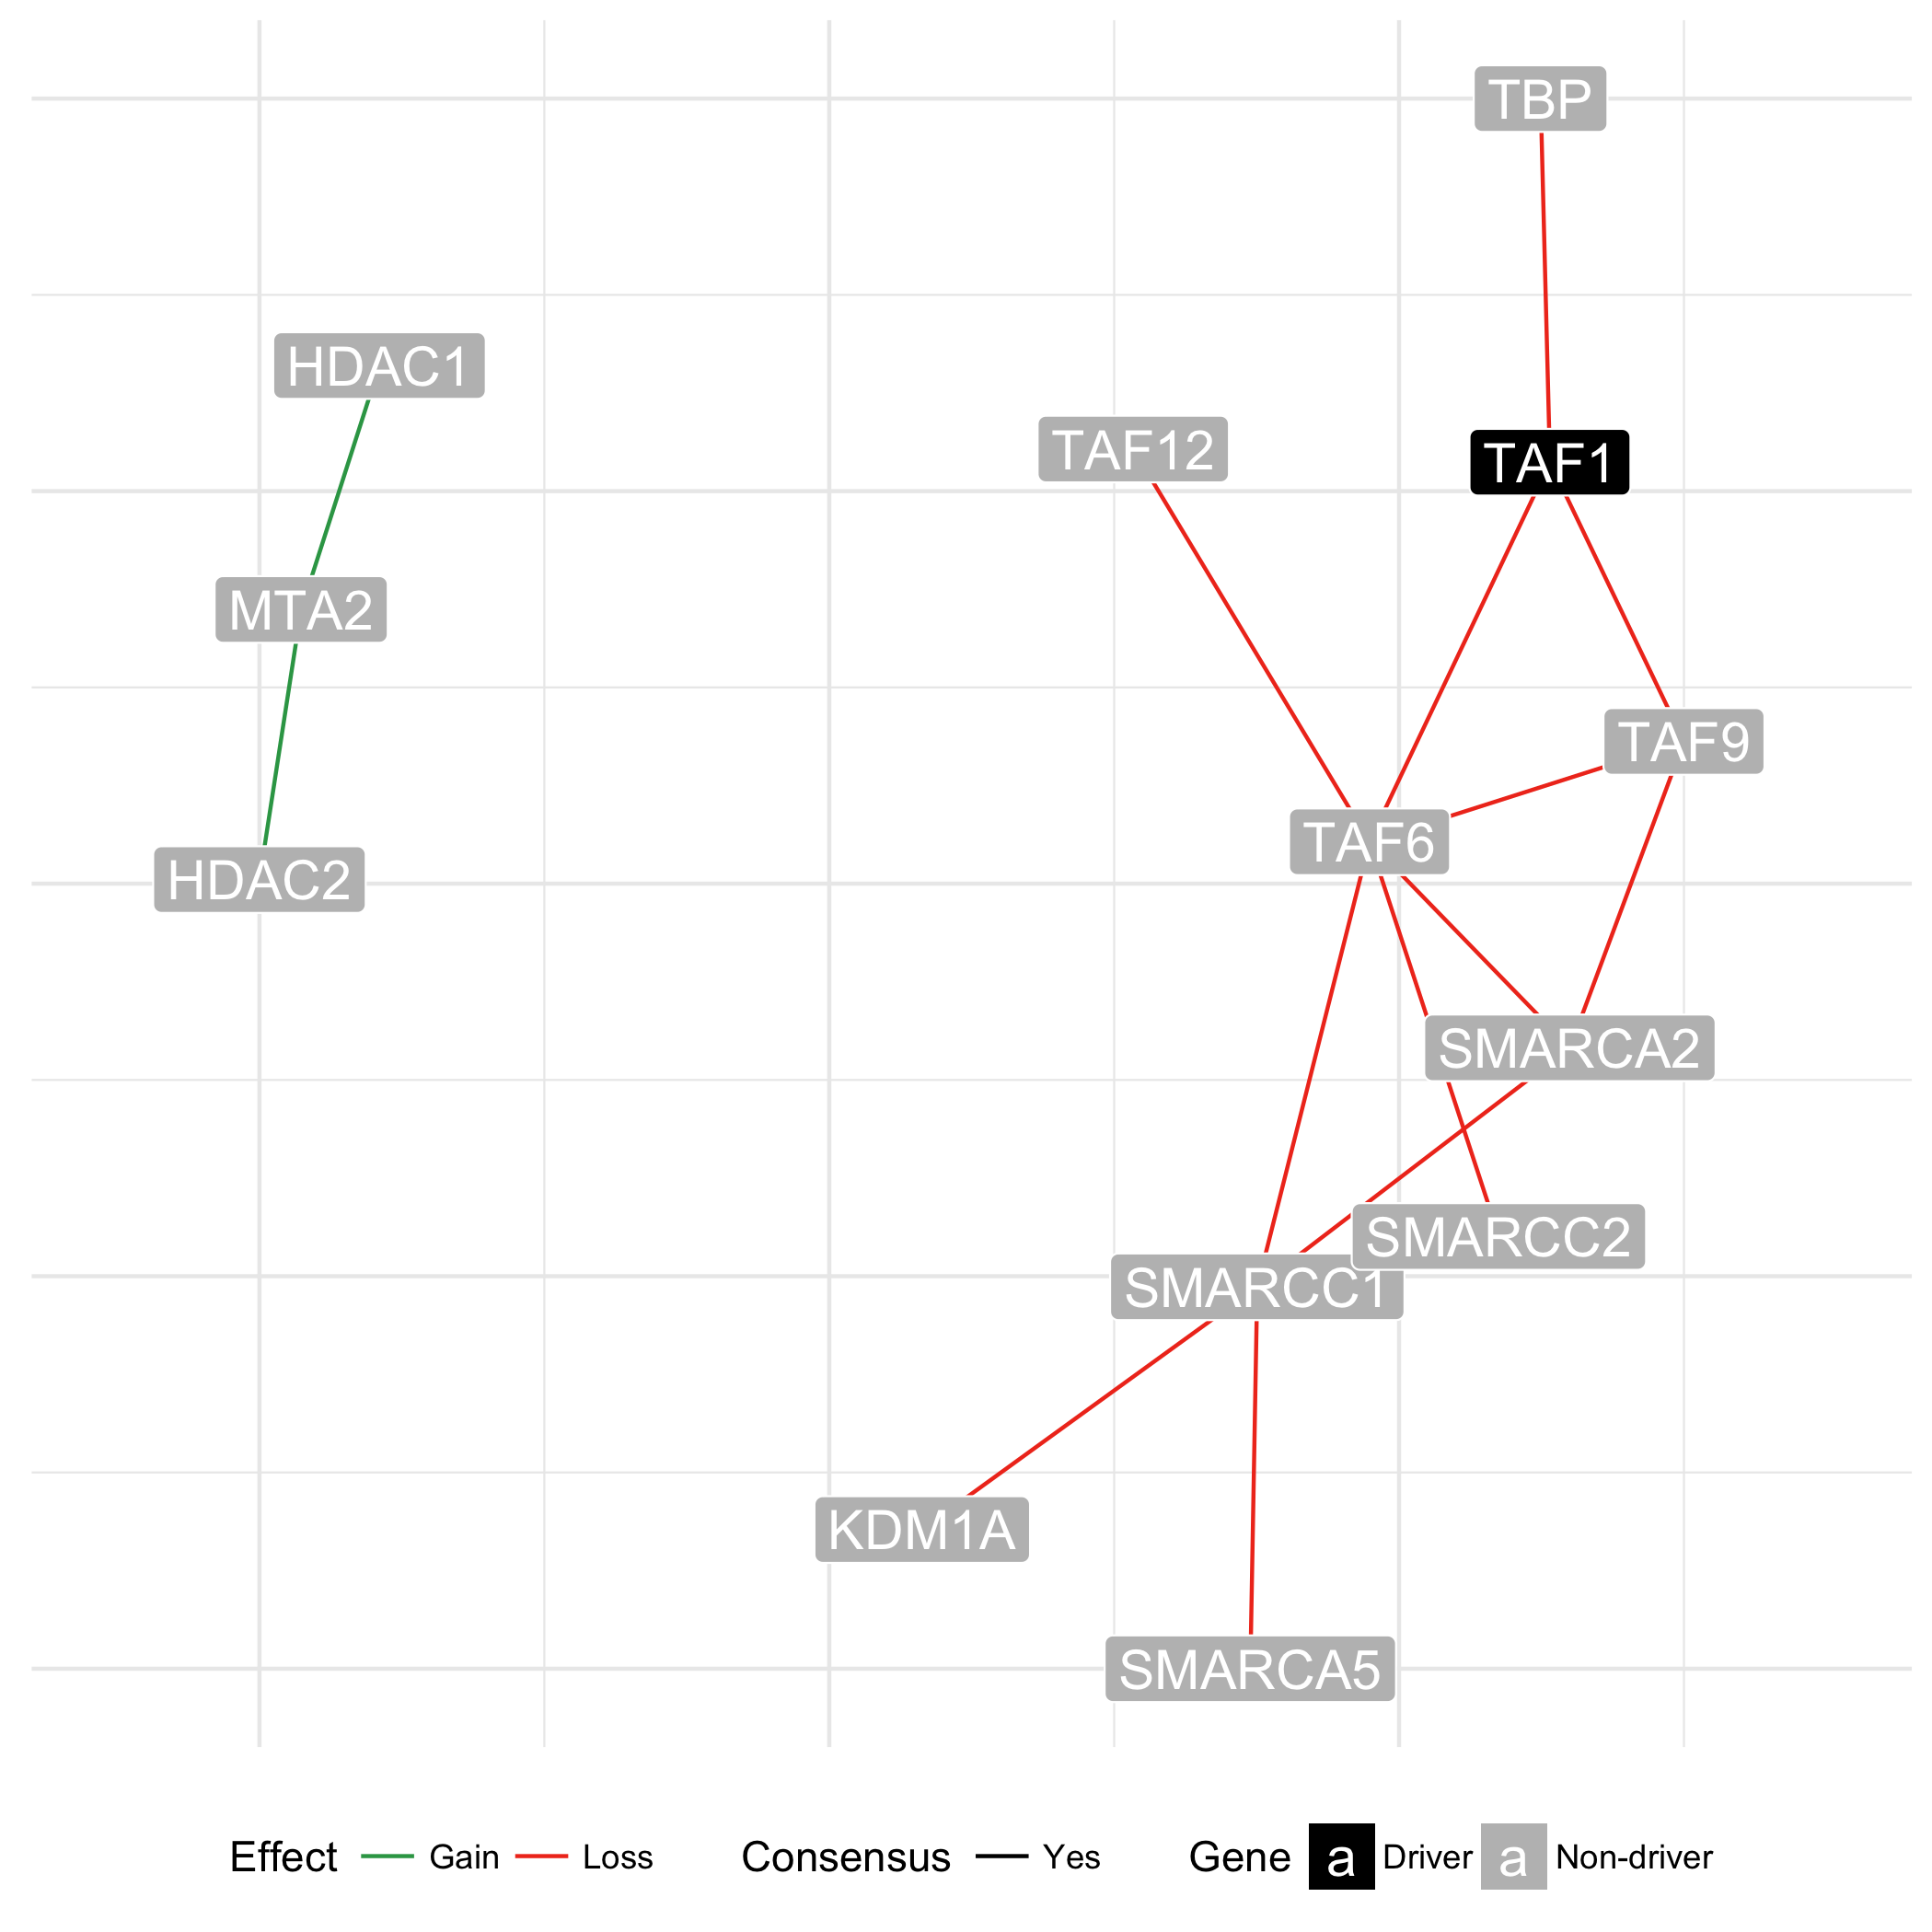 TBP
HDAC1
TAF12
TAF1
MTA2
TAF9
TAF6
HDAC2
SMARCA2
SMARCC2
SMARCC1
KDM1A
SMARCA5
Effect Gain Loss Consensus Yes Gene a Driver a Non-driver